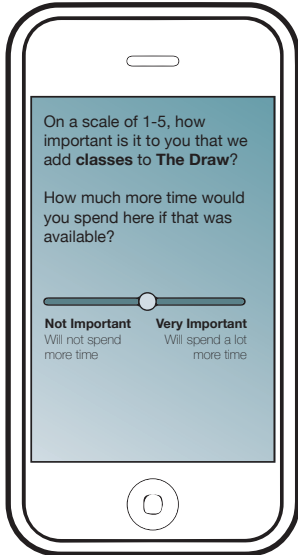 On a scale of 1-5, how
important is it to you that we
add classes to The Draw?
How much more time would
you spend here if that was
available?
Not Important Very Important
Will not spend Will spend a lot
more time more time